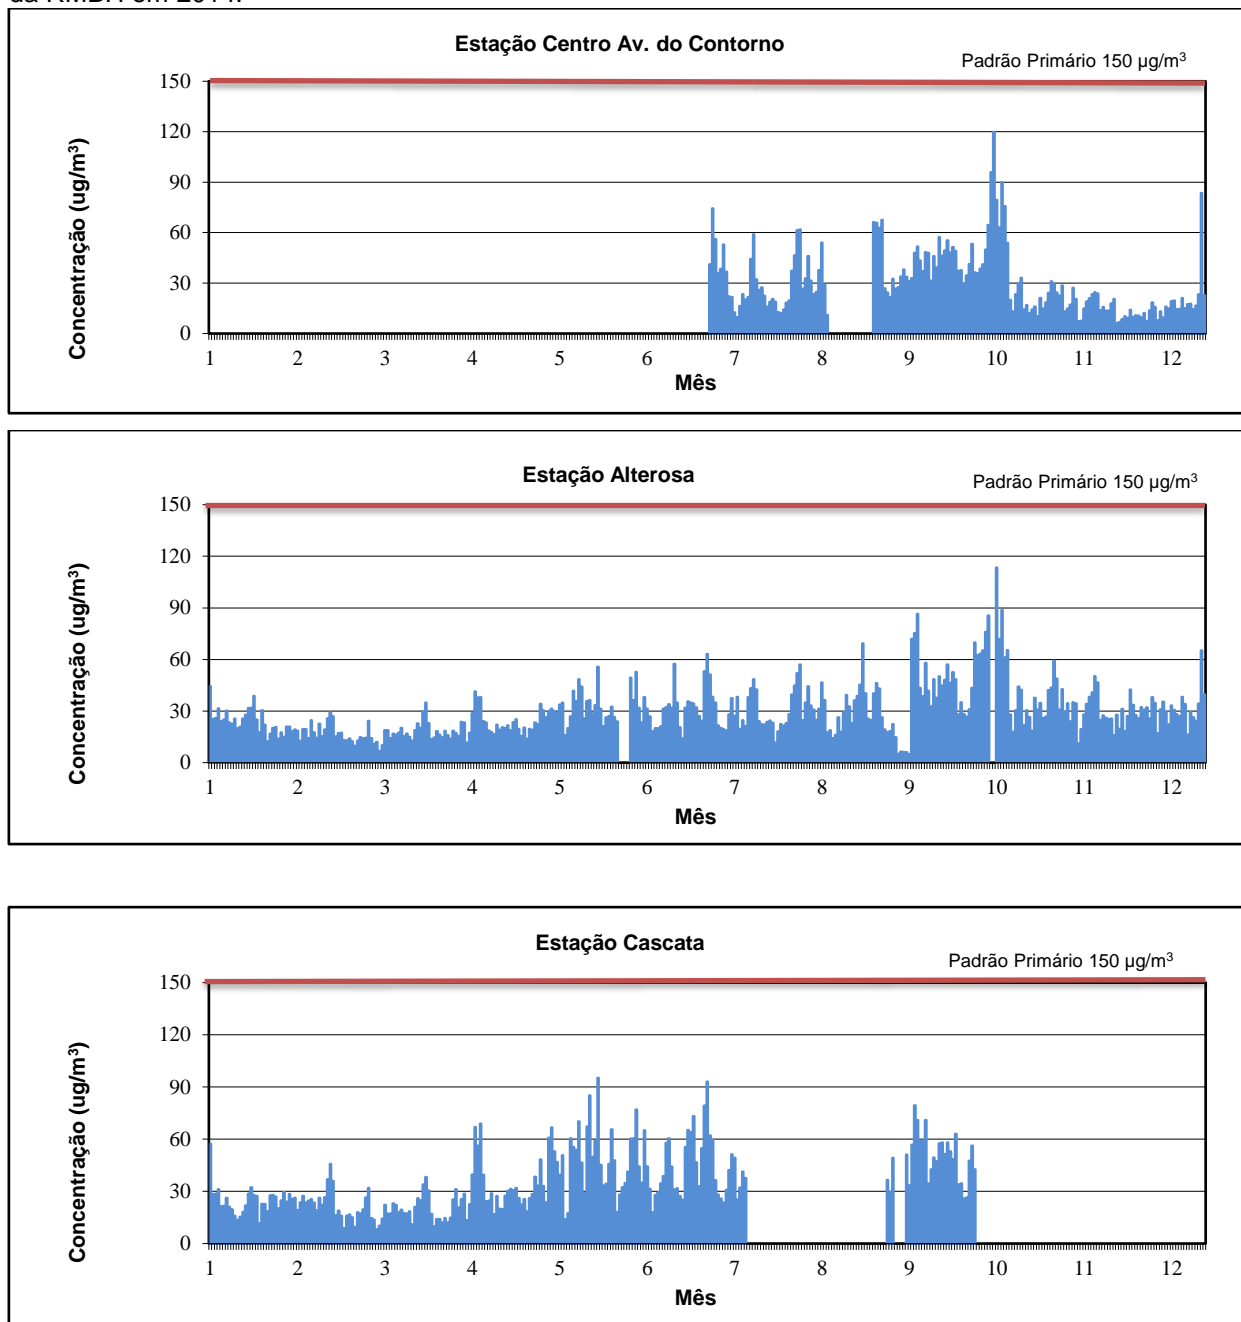 Estação Centro Av. do Contorno
Padrão Primário 150 µg/m³
Concentração (ug/m³)
150
120
90
60
30
0
1 2 3 4 5 6 7 8 9 10 11 12
Mês
Estação Alterosa
Padrão Primário 150 µg/m³
Concentração (ug/m³)
150
120
90
60
30
0
1 2 3 4 5 6 7 8 9 10 11 12
Mês
Estação Cascata
Padrão Primário 150 µg/m³
Concentração (ug/m³)
150
120
90
60
30
0
1 2 3 4 5 6 7 8 9 10 11 12
Mês